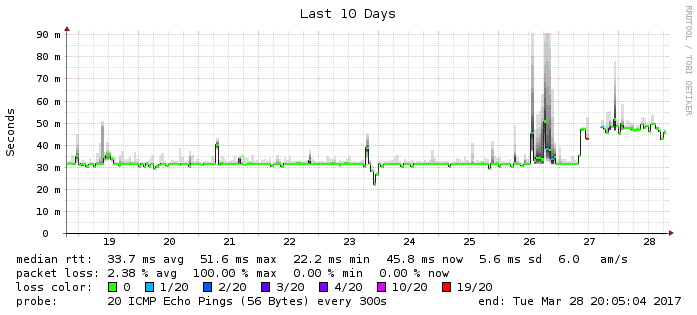 Last 10 Days
RRDTOOL / TOBI OETIKER
Seconds
90 m
80 m
70 m
60 m
50 m
40 m
30 m
20 m
10 m
0
19 20 21 22 23 24 25 26 27 28
median rtt: 33.7 ms avg 51.6 ms max 22.2 ms min 45.8 ms now 5.6 ms sd 6.0 am/s
packet loss: 2.38 % avg 100.00 % max 0.00 % min 0.00 % now
loss color: 0 1/20 2/20 3/20 4/20 10/20 19/20
probe: 20 ICMP Echo Pings (56 Bytes) every 300s end: Tue Mar 28 20:05:04 2017